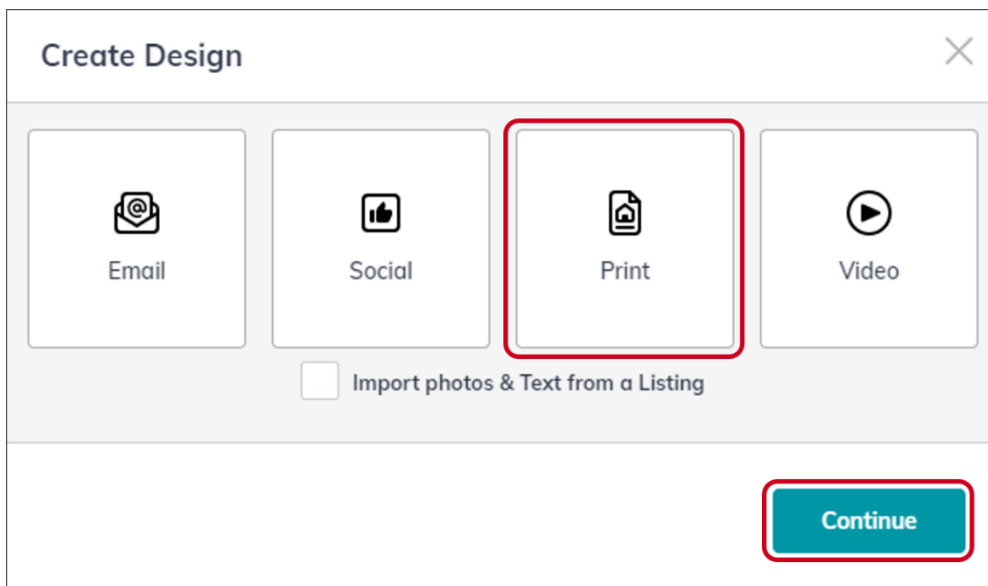 Create Design
Email
Social
Print
Video
Import photos & Text from a Listing
Continue